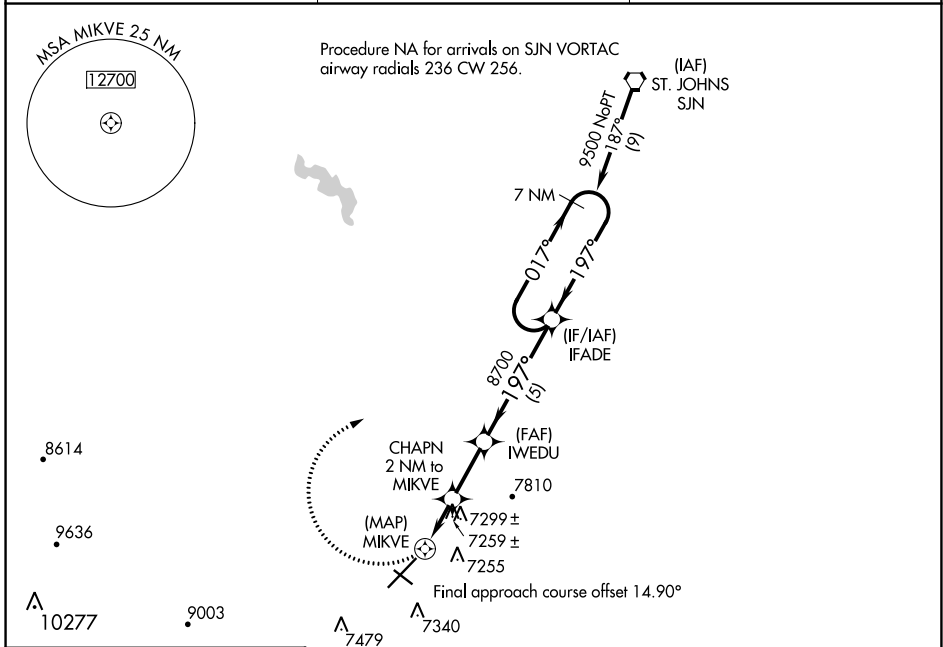 MSA MIKVE 25 NM
12700
Procedure NA for arrivals on SJN VORTAC
airway radials 236 CW 256.
(IAF)
ST. JOHNS
SJN
9500 NoPT
187°
(9)
7 NM
017°
197°
(IF/IAF)
IFADE
8700
197°
(5)
(FAF)
IWEDU
CHAPN
2 NM to
MIKVE
7810
8614
9636
10277
9003
7299 ±
7259 ±
7255
(MAP)
MIKVE
Final approach course offset 14.90°
7340
7479